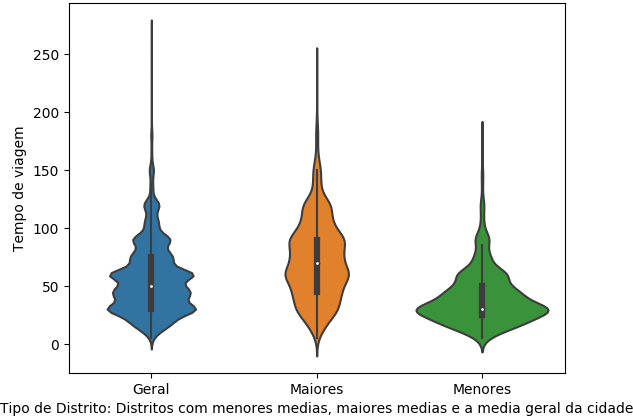 Tempo de viagem
250
200
150
100
50
0
Geral Maiores Menores
Tipo de Distrito: Distritos com menores medias, maiores medias e a media geral da cidade